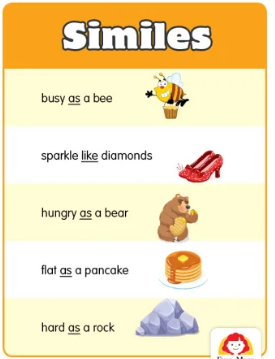 Similes
busy as a bee
sparkle like diamonds
hungry as a bear
flat as a pancake
hard as a rock